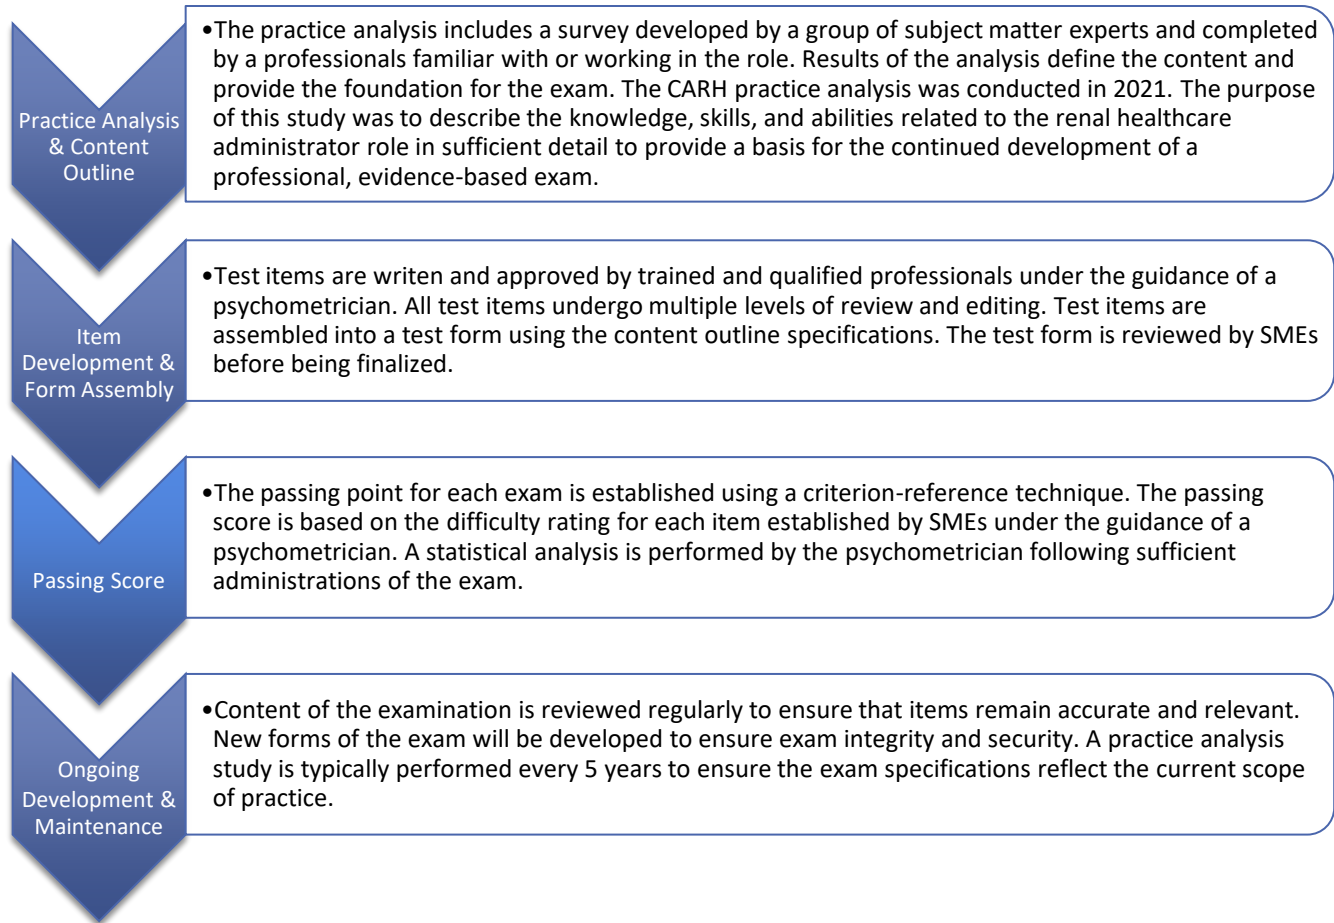 Practice Analysis
& Content
Outline
•The practice analysis includes a survey developed by a group of subject matter experts and completed
by a professionals familiar with or working in the role. Results of the analysis define the content and
provide the foundation for the exam. The CARH practice analysis was conducted in 2021. The purpose
of this study was to describe the knowledge, skills, and abilities related to the renal healthcare
administrator role in sufficient detail to provide a basis for the continued development of a
professional, evidence-based exam.
Item
Development &
Form Assembly
•Test items are writen and approved by trained and qualified professionals under the guidance of a
psychometrician. All test items undergo multiple levels of review and editing. Test items are
assembled into a test form using the content outline specifications. The test form is reviewed by SMEs
before being finalized.
Passing Score
•The passing point for each exam is established using a criterion-reference technique. The passing
score is based on the difficulty rating for each item established by SMEs under the guidance of a
psychometrician. A statistical analysis is performed by the psychometrician following sufficient
administrations of the exam.
Ongoing
Development &
Maintenance
•Content of the examination is reviewed regularly to ensure that items remain accurate and relevant.
New forms of the exam will be developed to ensure exam integrity and security. A practice analysis
study is typically performed every 5 years to ensure the exam specifications reflect the current scope
of practice.